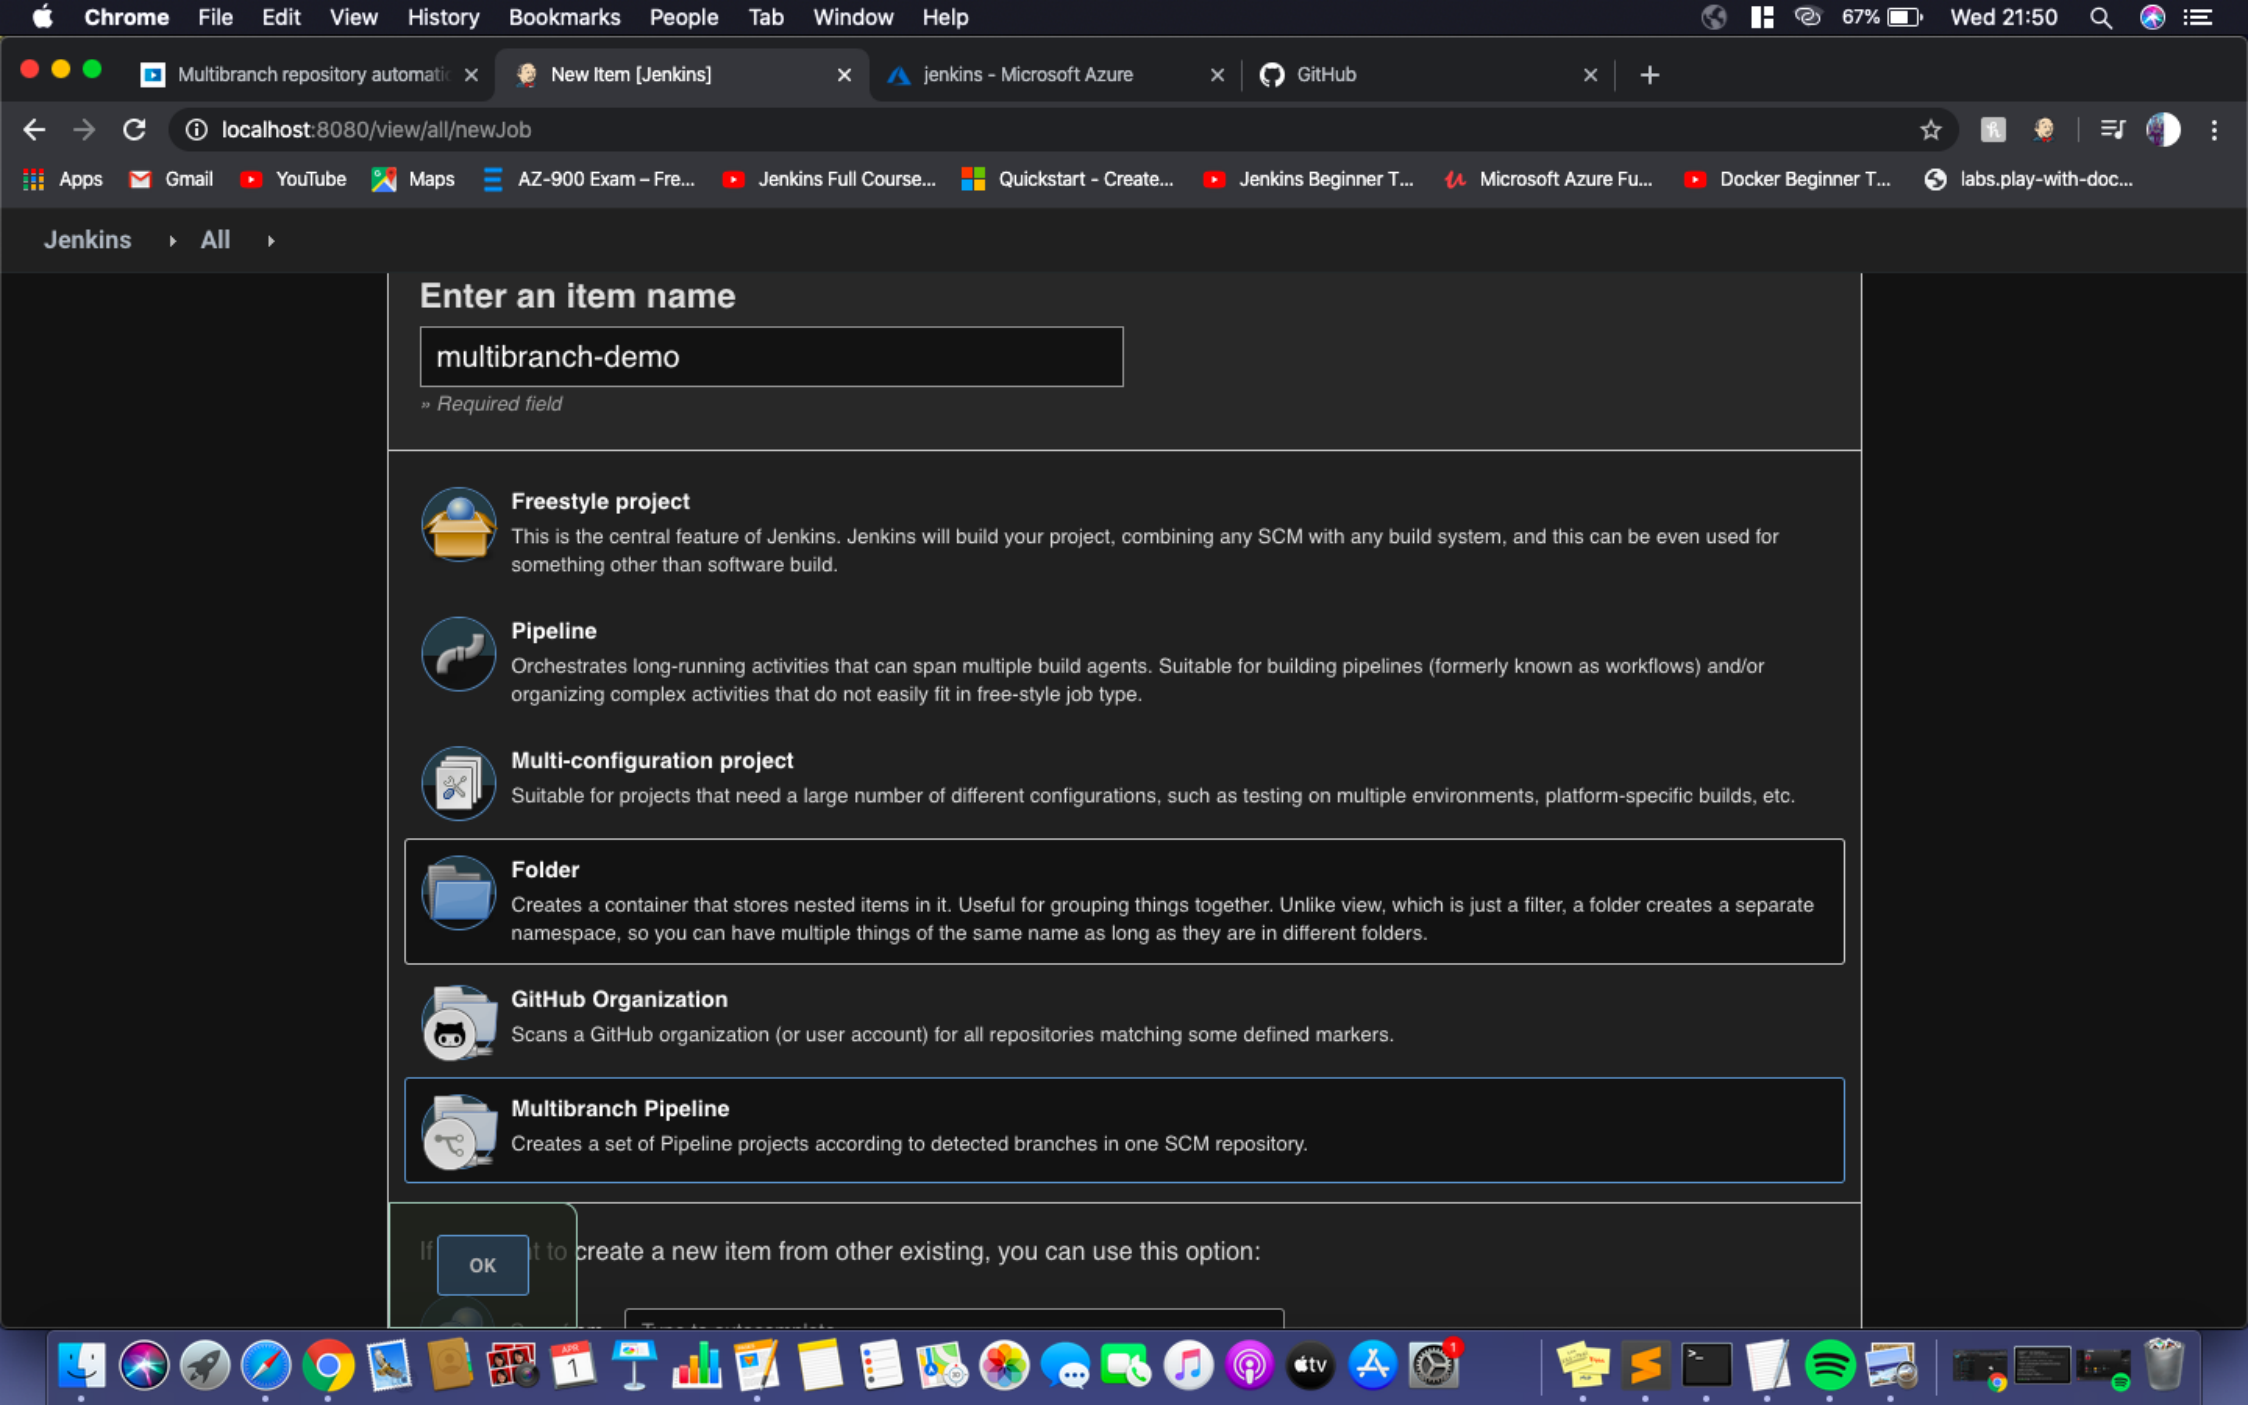 Chrome File Edit View History Bookmarks People Tab Window Help 67% Wed 21:50
Multibranch repository automatic New Item [Jenkins] jenkins - Microsoft Azure GitHub
localhost:8080/view/all/newJob
Apps Gmail YouTube Maps AZ-900 Exam – Fre... Jenkins Full Course... Quickstart - Create... Jenkins Beginner T... Microsoft Azure Fu... Docker Beginner T... labs.play-with-doc...
Jenkins All
Enter an item name
multibranch-demo
» Required field
Freestyle project
This is the central feature of Jenkins. Jenkins will build your project, combining any SCM with any build system, and this can be even used for
something other than software build.
Pipeline
Orchestrates long-running activities that can span multiple build agents. Suitable for building pipelines (formerly known as workflows) and/or
organizing complex activities that do not easily fit in free-style job type.
Multi-configuration project
Suitable for projects that need a large number of different configurations, such as testing on multiple environments, platform-specific builds, etc.
Folder
Creates a container that stores nested items in it. Useful for grouping things together. Unlike view, which is just a filter, a folder creates a separate
namespace, so you can have multiple things of the same name as long as they are in different folders.
GitHub Organization
Scans a GitHub organization (or user account) for all repositories matching some defined markers.
Multibranch Pipeline
Creates a set of Pipeline projects according to detected branches in one SCM repository.
If to create a new item from other existing, you can use this option:
OK
Type to autocomplete
APR
1
tv
1